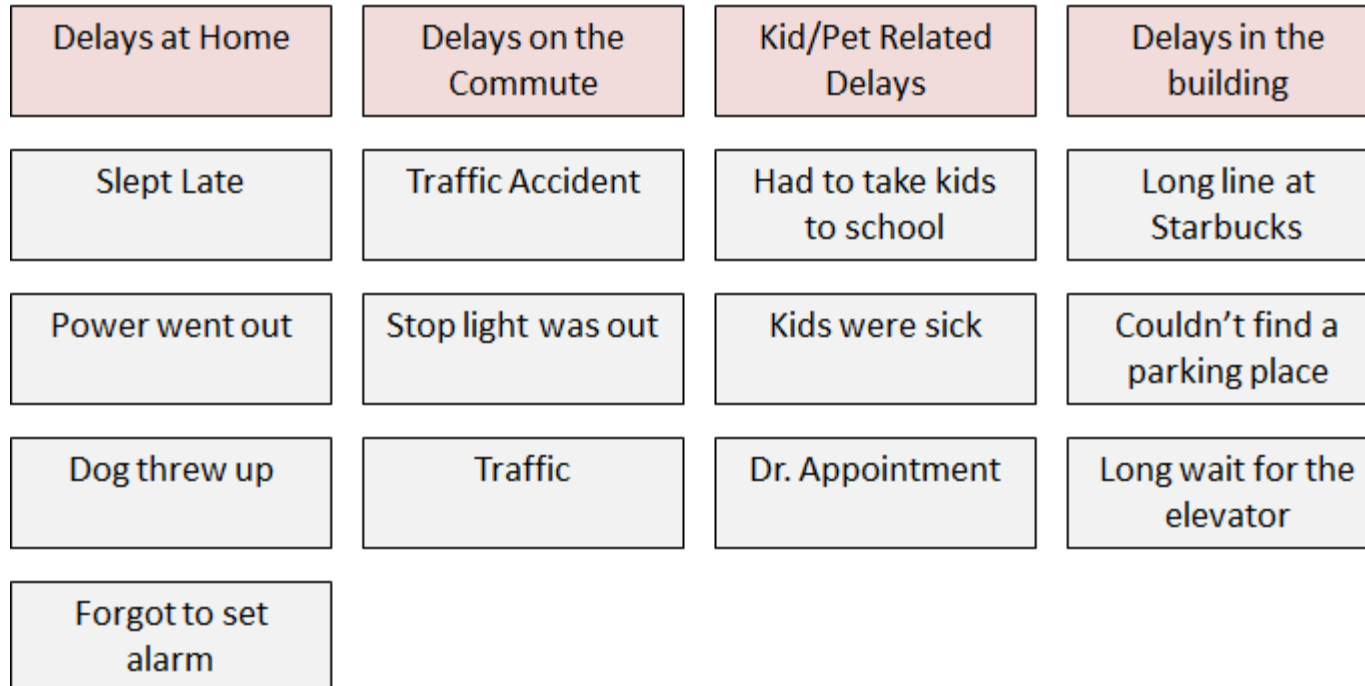 Delays at Home
Delays on the
Commute
Kid/Pet Related
Delays
Delays in the
building
Slept Late
Traffic Accident
Had to take kids
to school
Long line at
Starbucks
Power went out
Stop light was out
Kids were sick
Couldn't find a
parking place
Dog threw up
Traffic
Dr. Appointment
Long wait for the
elevator
Forgot to set
alarm